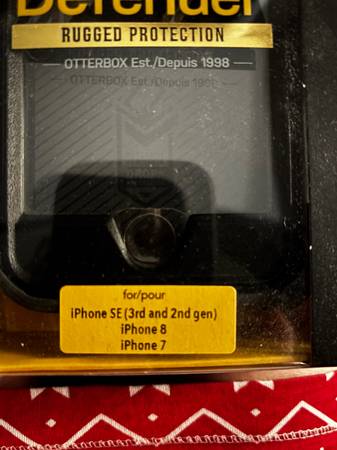 Defender
RUGGED PROTECTION
OTTERBOX Est./Depuis 1998
OTTERBOX Est./Depuis 1998
for/pour
iPhone SE (3rd and 2nd gen)
iPhone 8
iPhone 7